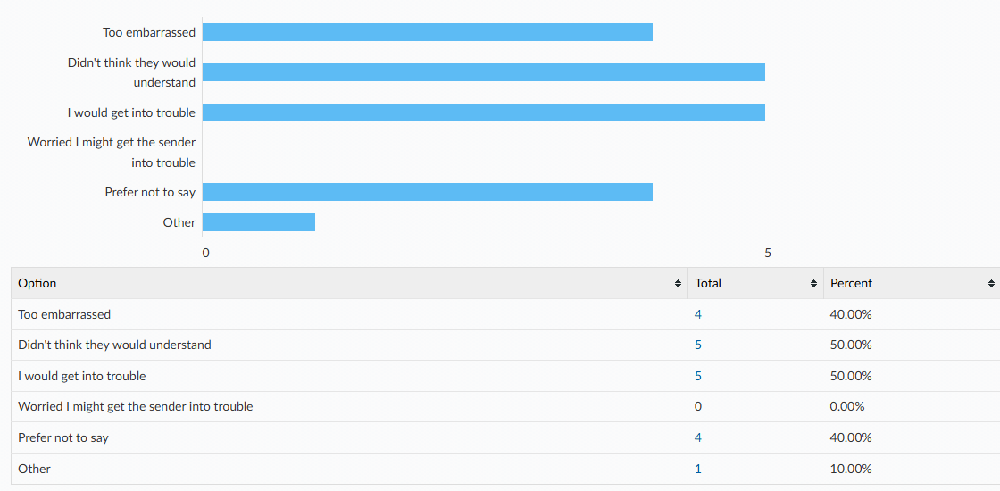 Too embarrassed
Didn't think they would
understand
I would get into trouble
Worried I might get the sender
into trouble
Prefer not to say
Other
0 5
Option Total Percent
Too embarrassed 4 40.00%
Didn't think they would understand 5 50.00%
I would get into trouble 5 50.00%
Worried I might get the sender into trouble 0 0.00%
Prefer not to say 4 40.00%
Other 1 10.00%